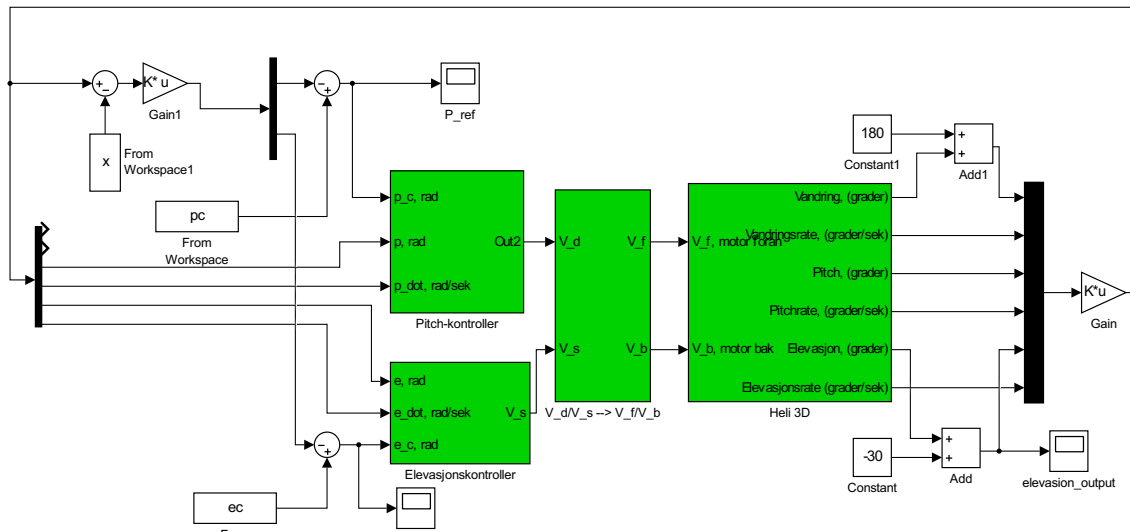 K* u
Gain1
+
−
x
From
Workspace1
−
+
P_ref
pc
From
Workspace
p_c, rad
p, rad
p_dot, rad/sek
Out2
Pitch-kontroller
e, rad
e_dot, rad/sek
e_c, rad
V_s
Elevasjonskontroller
−
+
ec
V_d
V_s
V_f
V_b
V_d/V_s --> V_f/V_b
V_f, motor foran
V_b, motor bak
Vandring, (grader)
Vandringsrate, (grader/sek)
Pitch, (grader)
Pitchrate, (grader/sek)
Elevasjon, (grader)
Elevasjonsrate (grader/sek)
Heli 3D
180
Constant1
+
+
Add1
-30
Constant
+
+
Add
elevasion_output
K*u
Gain